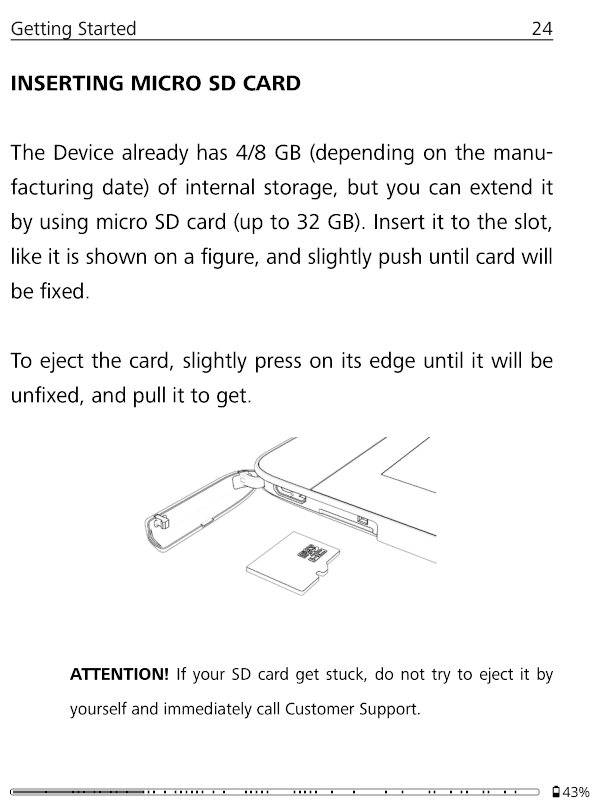 Getting Started 24
INSERTING MICRO SD CARD
The Device already has 4/8 GB (depending on the manu-
facturing date) of internal storage, but you can extend it
by using micro SD card (up to 32 GB). Insert it to the slot,
like it is shown on a figure, and slightly push until card will
be fixed.
To eject the card, slightly press on its edge until it will be
unfixed, and pull it to get.
ATTENTION! If your SD card get stuck, do not try to eject it by
yourself and immediately call Customer Support.
43%